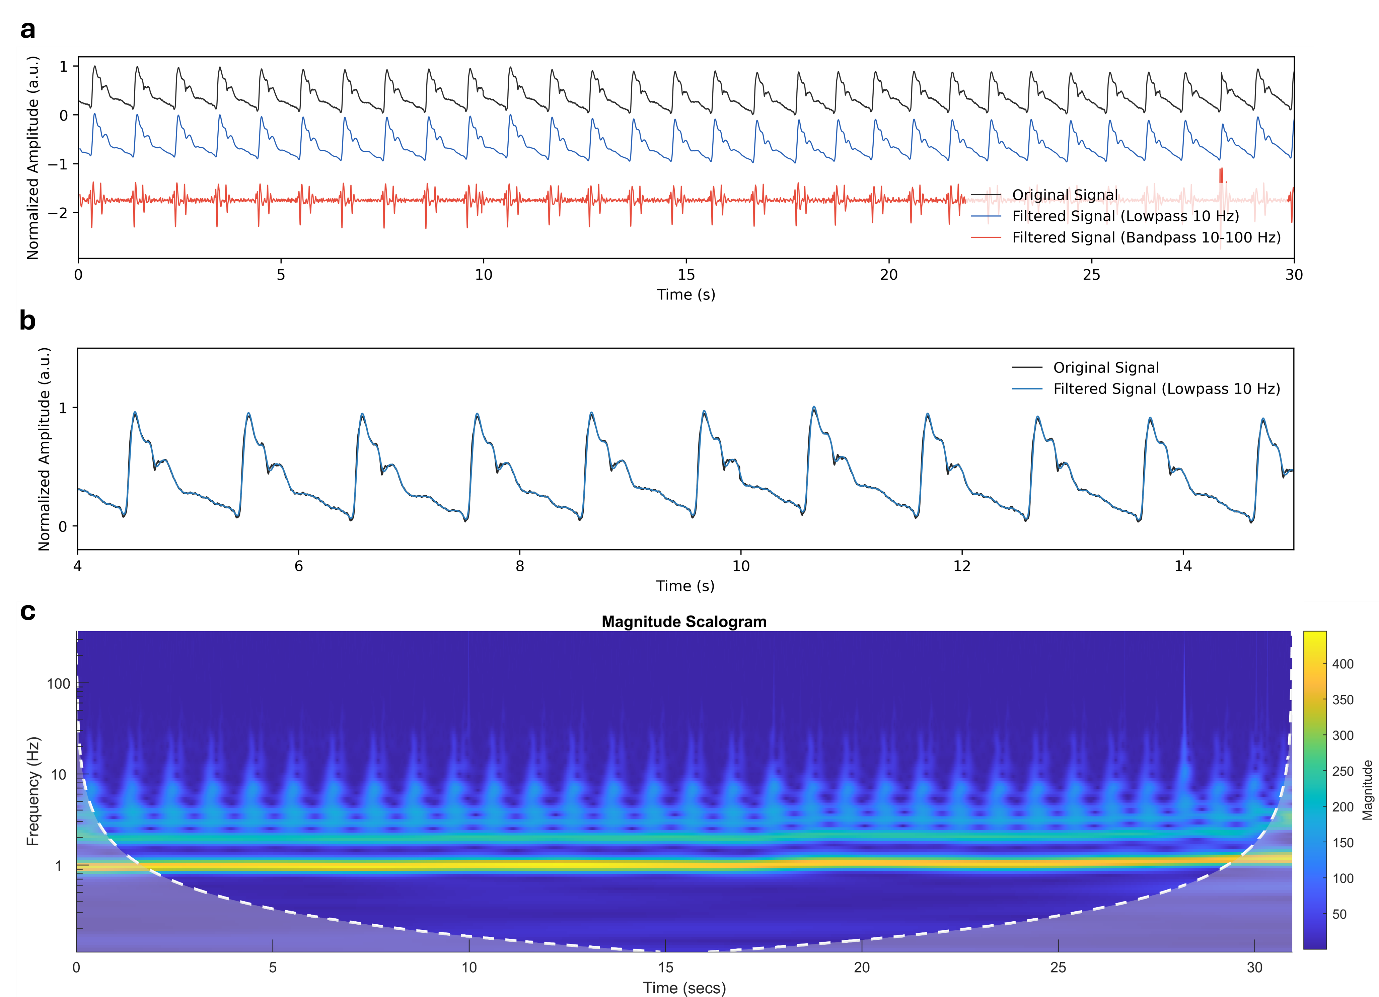 a
Normalized Amplitude (a.u.)
1
0
−1
−2
Original Signal
Filtered Signal (Lowpass 10 Hz)
Filtered Signal (Bandpass 10-100 Hz)
0 5 10 15 20 25 30
Time (s)
b
Normalized Amplitude (a.u.)
1
0
Original Signal
Filtered Signal (Lowpass 10 Hz)
4 6 8 10 12 14
Time (s)
c
Magnitude Scalogram
Frequency (Hz)
100
10
1
0 5 10 15 20 25 30
Time (secs)
400
350
300
250
200
150
100
50
Magnitude